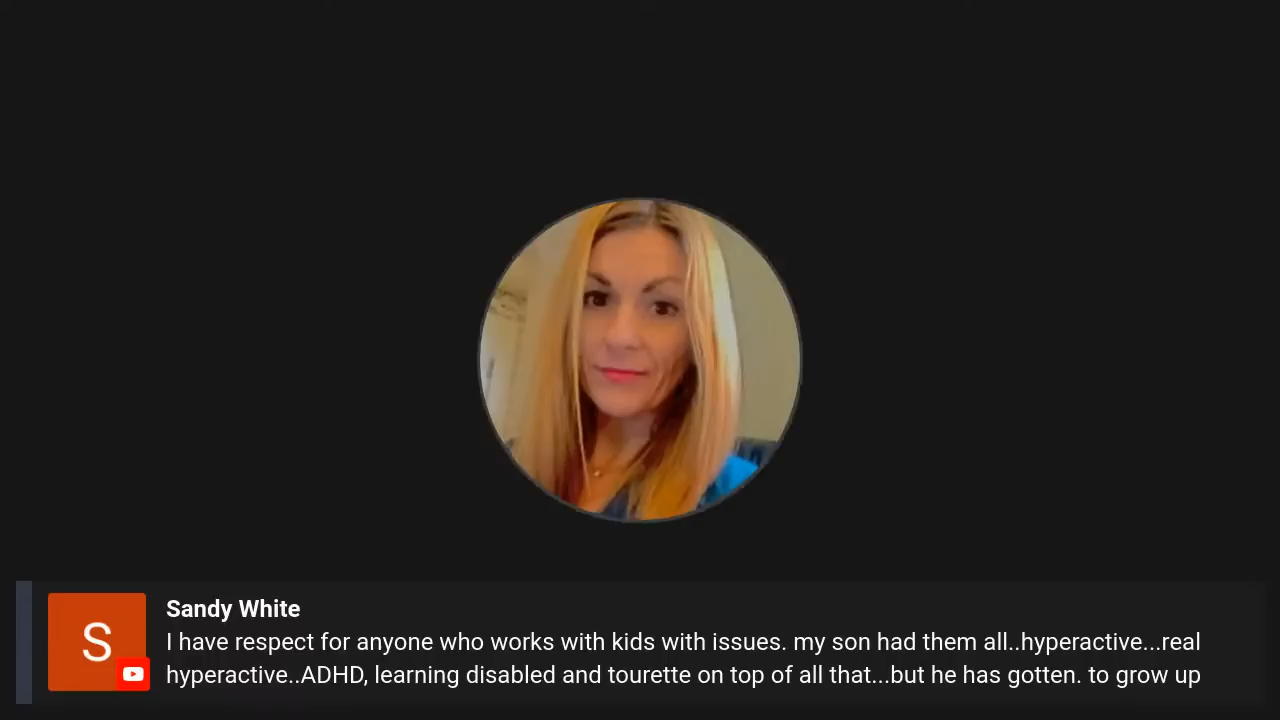 S
Sandy White
I have respect for anyone who works with kids with issues. my son had them all..hyperactive...real
hyperactive..ADHD, learning disabled and tourette on top of all that...but he has gotten. to grow up